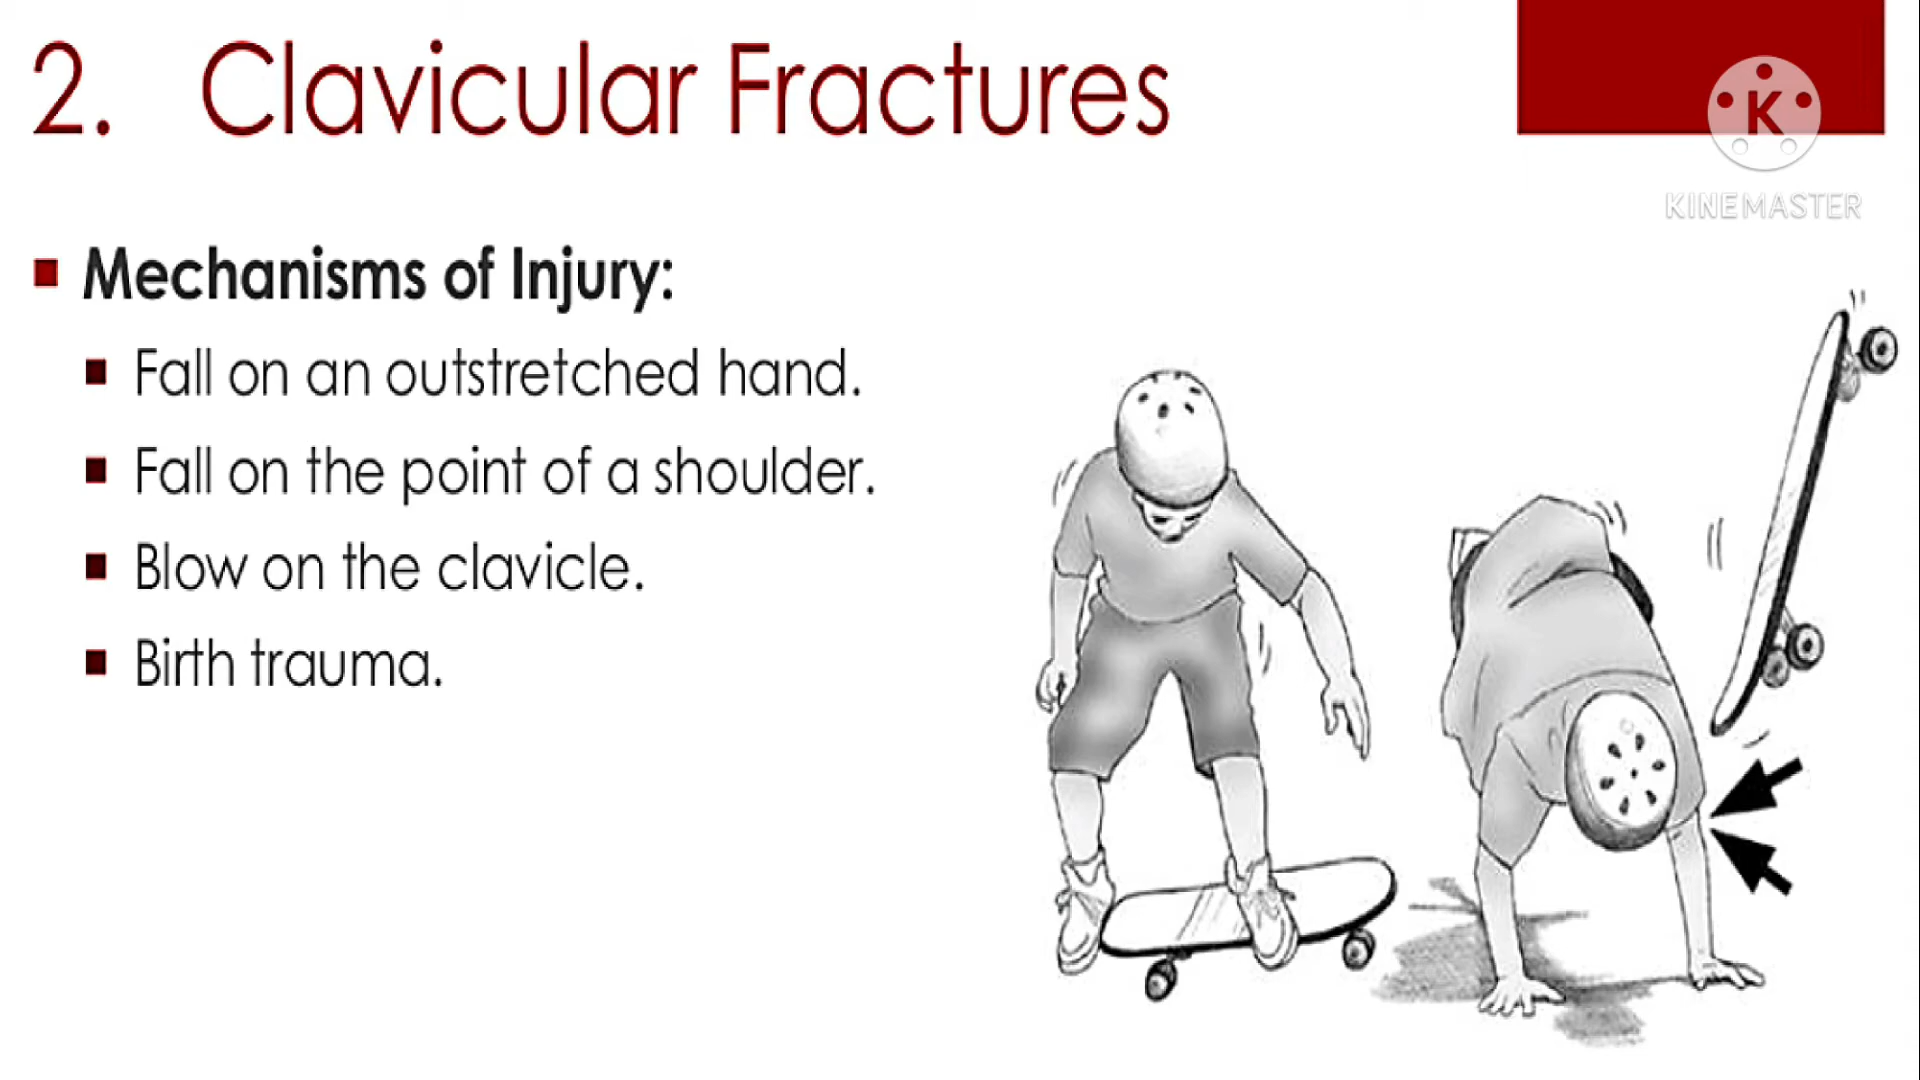 2. Clavicular Fractures
K
KINEMASTER
Mechanisms of Injury:
Fall on an outstretched hand.
Fall on the point of a shoulder.
Blow on the clavicle.
Birth trauma.